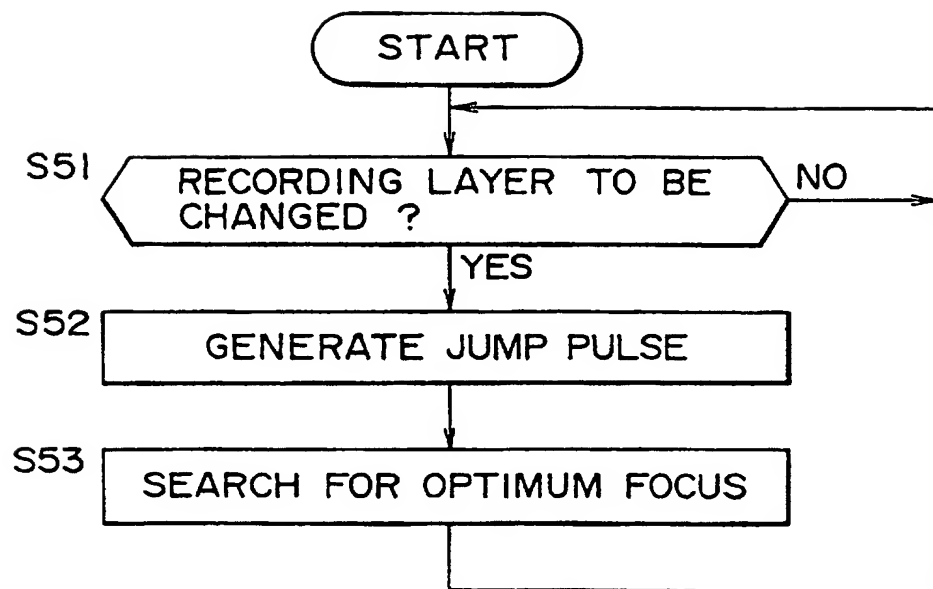 START
S51
RECORDING LAYER TO BE
CHANGED ?
NO
YES
S52
GENERATE JUMP PULSE
S53
SEARCH FOR OPTIMUM FOCUS